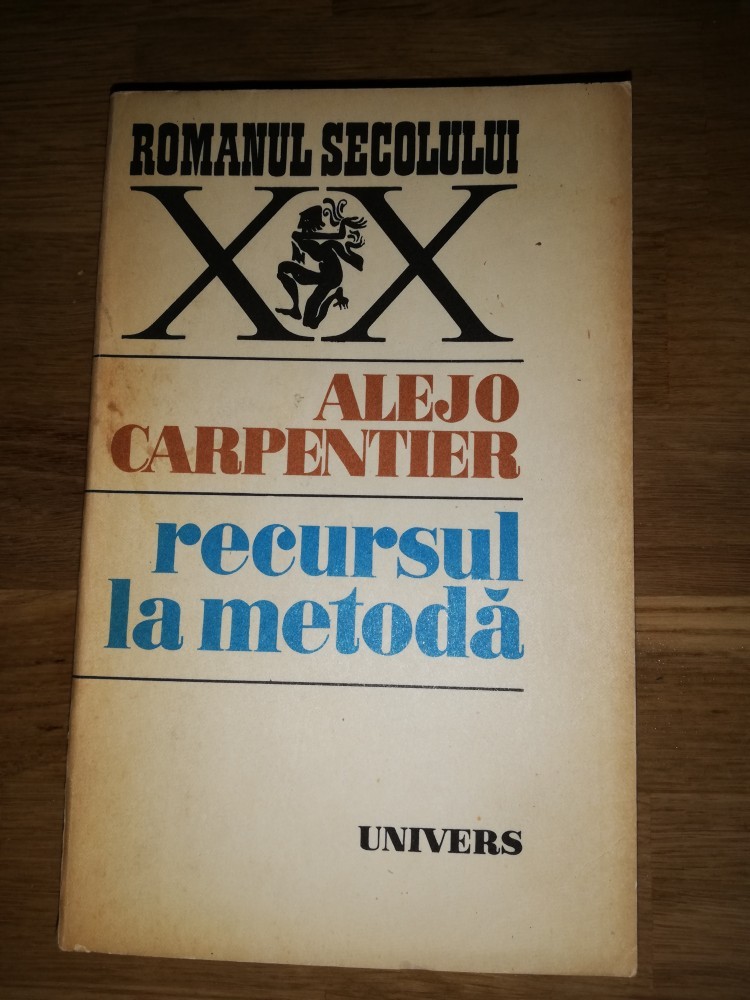 ROMANUL SECOLULUI
XX
ALEJO
CARPENTIER
recursul
la metodă
UNIVERS